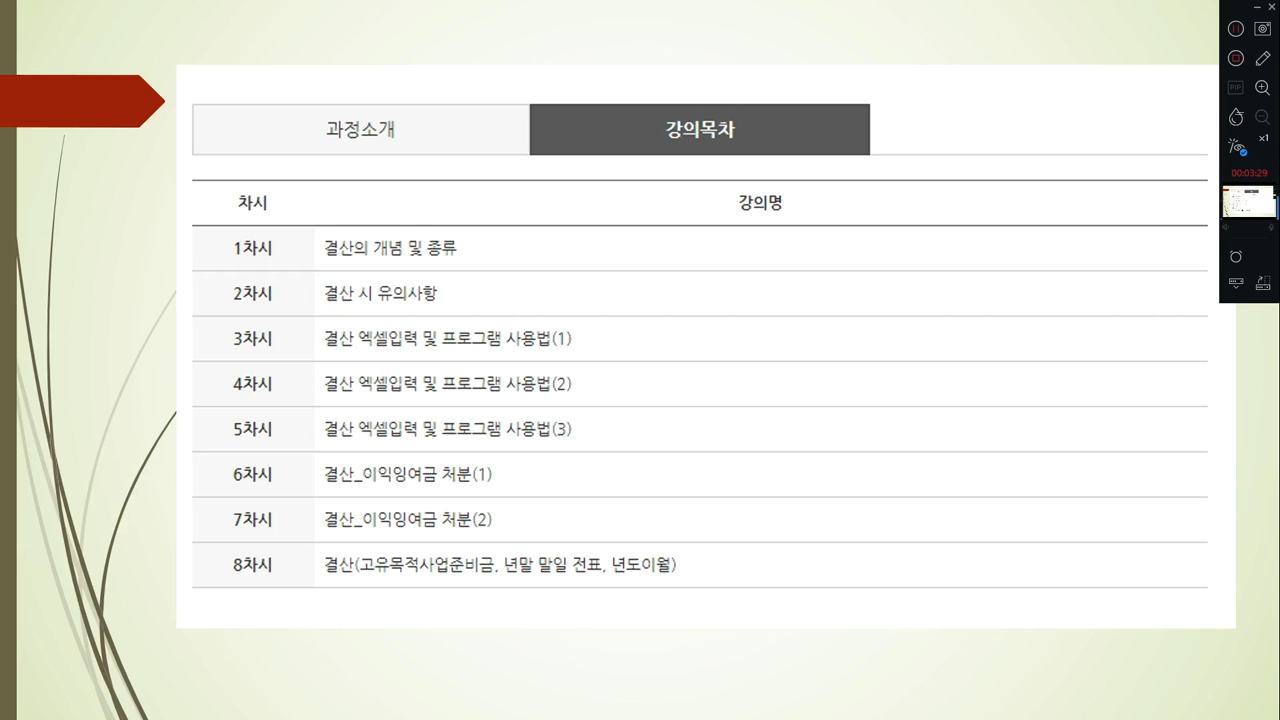 과정소개 강의목차
차시 강의명
1차시 결산의 개념 및 종류
2차시 결산 시 유의사항
3차시 결산 엑셀입력 및 프로그램 사용법(1)
4차시 결산 엑셀입력 및 프로그램 사용법(2)
5차시 결산 엑셀입력 및 프로그램 사용법(3)
6차시 결산_이익잉여금 처분(1)
7차시 결산_이익잉여금 처분(2)
8차시 결산(고유목적사업준비금, 년말 말일 전표, 년도이월)
PIP
x1
00:03:29